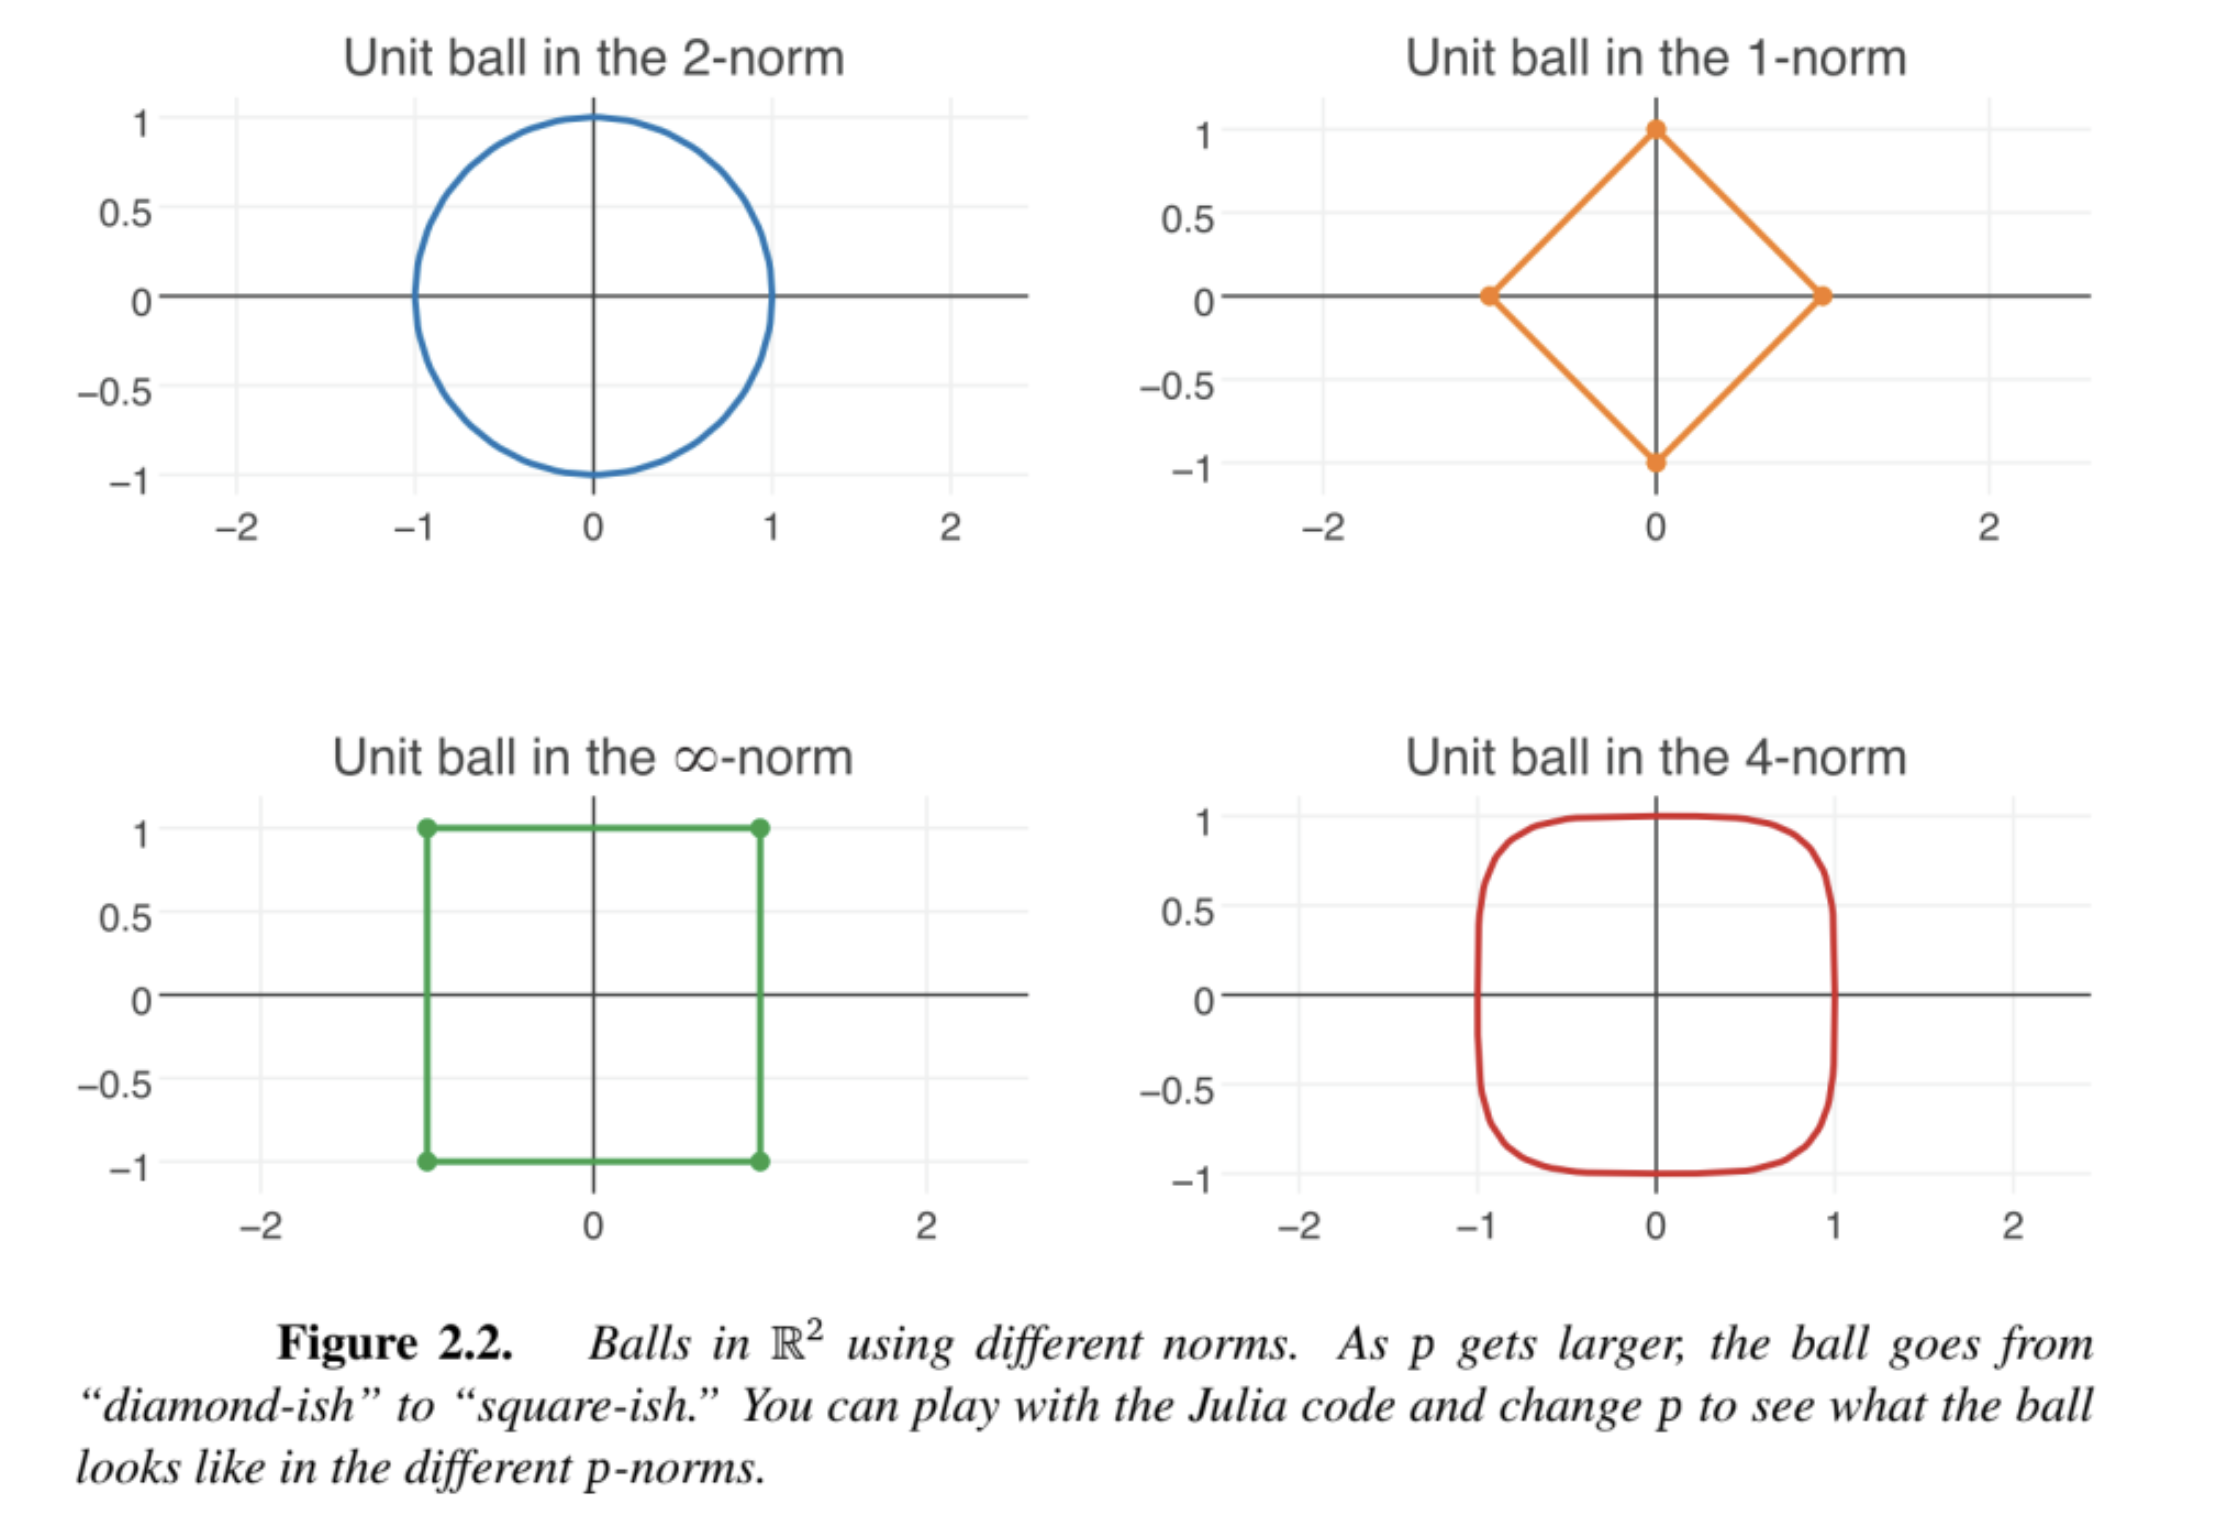 Unit ball in the 2-norm
1
0.5
0
−0.5
−1
−2 −1 0 1 2
Unit ball in the 1-norm
1
0.5
0
−0.5
−1
−2 0 2
Unit ball in the ∞-norm
1
0.5
0
−0.5
−1
−2 0 2
Unit ball in the 4-norm
1
0.5
0
−0.5
−1
−2 −1 0 1 2
Figure 2.2. Balls in ℝ² using different norms. As p gets larger, the ball goes from
“diamond-ish” to “square-ish.” You can play with the Julia code and change p to see what the ball
looks like in the different p-norms.